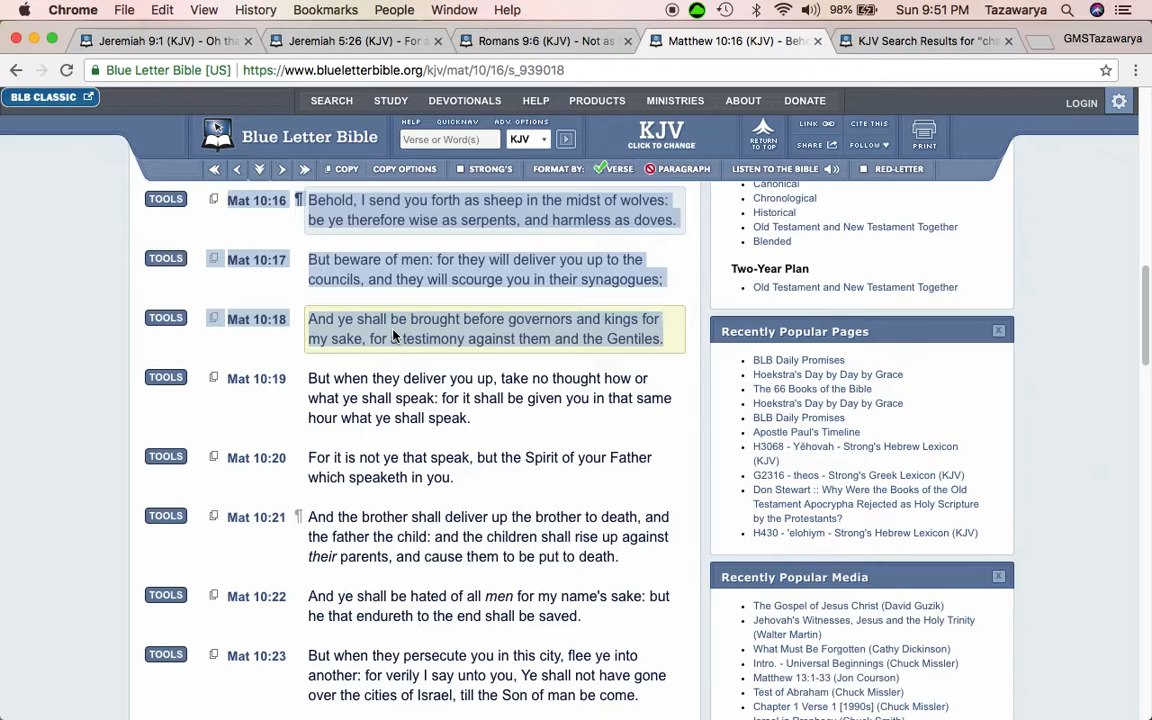 Chrome File Edit View History Bookmarks People Window Help 98% Sun 9:51 PM Tazawarya
Jeremiah 9:1 (KJV) - Oh tha
Jeremiah 5:26 (KJV) - For a
Romans 9:6 (KJV) - Not as
Matthew 10:16 (KJV) - Beho
KJV Search Results for "cha
GMSTazawarya
Blue Letter Bible [US] https://www.blueletterbible.org/kjv/mat/10/16/s_939018
BLB CLASSIC
SEARCH STUDY DEVOTIONALS HELP PRODUCTS MINISTRIES ABOUT DONATE LOGIN
Blue Letter Bible
HELP QUICKNAV ADV. OPTIONS
Verse or Word(s) KJV
KJV
CLICK TO CHANGE
RETURN TO TOP
LINK CITE THIS
SHARE FOLLOW
PRINT
COPY COPY OPTIONS STRONG'S FORMAT BY: VERSE PARAGRAPH LISTEN TO THE BIBLE RED-LETTER
TOOLS Mat 10:16 ¶ Behold, I send you forth as sheep in the midst of wolves:
be ye therefore wise as serpents, and harmless as doves.
TOOLS Mat 10:17 But beware of men: for they will deliver you up to the
councils, and they will scourge you in their synagogues;
TOOLS Mat 10:18 And ye shall be brought before governors and kings for
my sake, for a testimony against them and the Gentiles.
TOOLS Mat 10:19 But when they deliver you up, take no thought how or
what ye shall speak: for it shall be given you in that same
hour what ye shall speak.
TOOLS Mat 10:20 For it is not ye that speak, but the Spirit of your Father
which speaketh in you.
TOOLS Mat 10:21 ¶ And the brother shall deliver up the brother to death, and
the father the child: and the children shall rise up against
their parents, and cause them to be put to death.
TOOLS Mat 10:22 And ye shall be hated of all men for my name's sake: but
he that endureth to the end shall be saved.
TOOLS Mat 10:23 But when they persecute you in this city, flee ye into
another: for verily I say unto you, Ye shall not have gone
over the cities of Israel, till the Son of man be come.
Canonical
Chronological
Historical
Old Testament and New Testament Together
Blended
Two-Year Plan
Old Testament and New Testament Together
Recently Popular Pages
BLB Daily Promises
Hoekstra's Day by Day by Grace
The 66 Books of the Bible
Hoekstra's Day by Day by Grace
BLB Daily Promises
Apostle Paul's Timeline
H3068 - Yĕhovah - Strong's Hebrew Lexicon
(KJV)
G2316 - theos - Strong's Greek Lexicon (KJV)
Don Stewart :: Why Were the Books of the Old
Testament Apocrypha Rejected as Holy Scripture
by the Protestants?
H430 - 'elohiym - Strong's Hebrew Lexicon (KJV)
Recently Popular Media
The Gospel of Jesus Christ (David Guzik)
Jehovah's Witnesses, Jesus and the Holy Trinity
(Walter Martin)
What Must Be Forgotten (Cathy Dickinson)
Intro. - Universal Beginnings (Chuck Missler)
Matthew 13:1-33 (Jon Courson)
Test of Abraham (Chuck Missler)
Chapter 1 Verse 1 [1990s] (Chuck Missler)